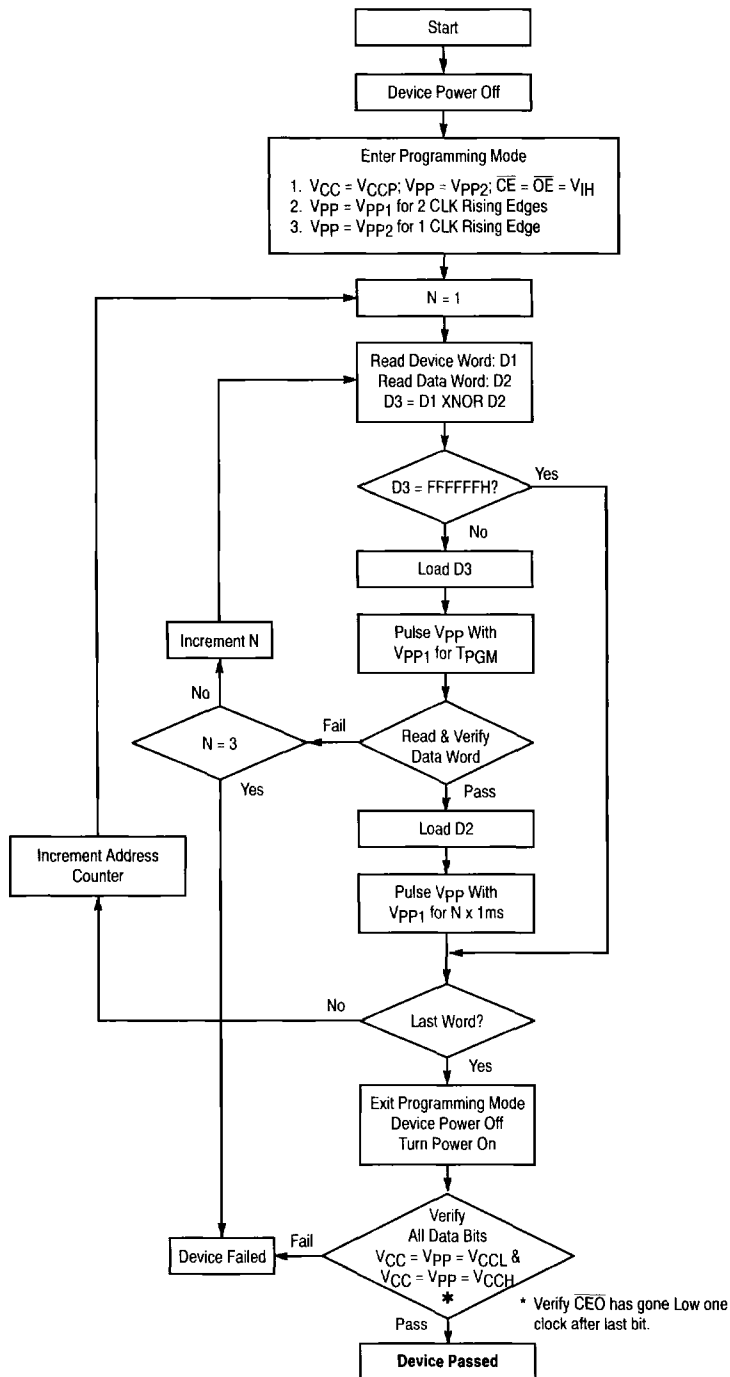 Start
Device Power Off
Enter Programming Mode
1. VCC = VCCP; VPP = VPP2; C̅E̅ = O̅E̅ = VIH
2. VPP = VPP1 for 2 CLK Rising Edges
3. VPP = VPP2 for 1 CLK Rising Edge
N = 1
Read Device Word: D1
Read Data Word: D2
D3 = D1 XNOR D2
D3 = FFFFFFH?
Yes
No
Load D3
Pulse VPP With
VPP1 for TPGM
Increment N
No
N = 3
Fail
Read & Verify
Data Word
Yes
Pass
Load D2
Increment Address
Counter
Pulse VPP With
VPP1 for N x 1ms
No
Last Word?
Yes
Exit Programming Mode
Device Power Off
Turn Power On
Verify
All Data Bits
VCC = VPP = VCCL &
VCC = VPP = VCCH
*
Fail
Device Failed
* Verify C̅E̅O̅ has gone Low one
clock after last bit.
Pass
Device Passed